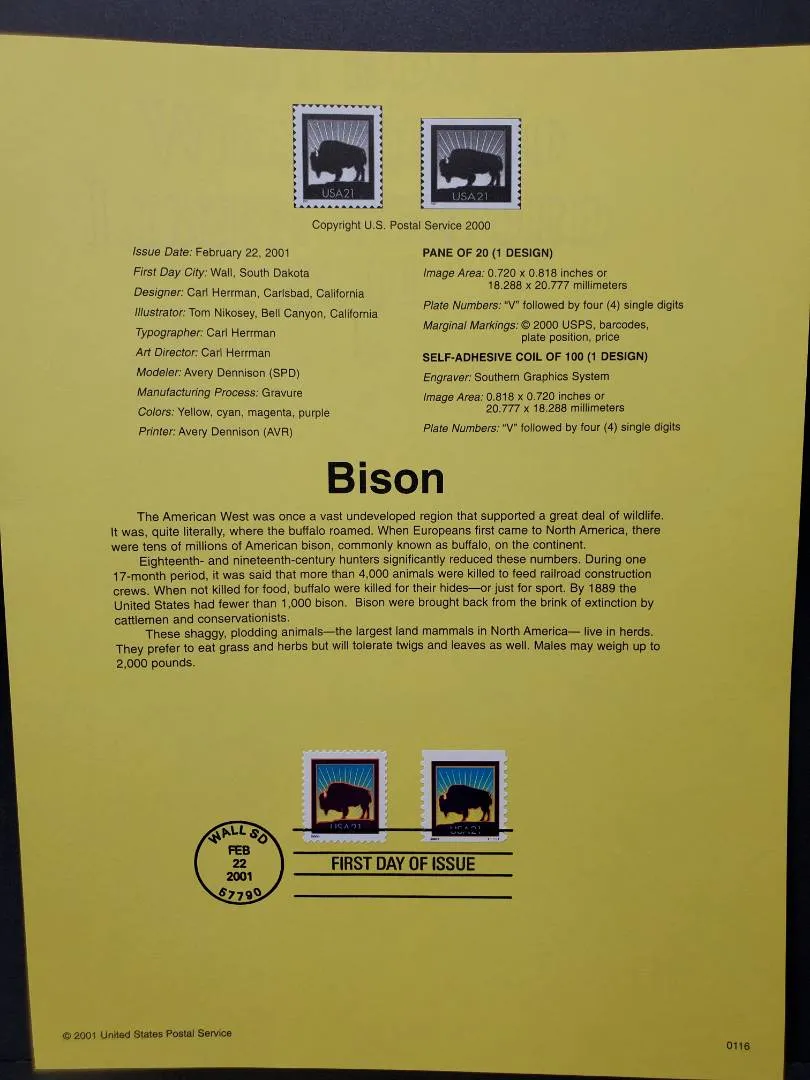 USA21
USA21
Copyright U.S. Postal Service 2000
Issue Date: February 22, 2001
First Day City: Wall, South Dakota
Designer: Carl Herrman, Carlsbad, California
Illustrator: Tom Nikosey, Bell Canyon, California
Typographer: Carl Herrman
Art Director: Carl Herrman
Modeler: Avery Dennison (SPD)
Manufacturing Process: Gravure
Colors: Yellow, cyan, magenta, purple
Printer: Avery Dennison (AVR)
PANE OF 20 (1 DESIGN)
Image Area: 0.720 x 0.818 inches or
18.288 x 20.777 millimeters
Plate Numbers: “V” followed by four (4) single digits
Marginal Markings: © 2000 USPS, barcodes,
plate position, price
SELF-ADHESIVE COIL OF 100 (1 DESIGN)
Engraver: Southern Graphics System
Image Area: 0.818 x 0.720 inches or
20.777 x 18.288 millimeters
Plate Numbers: “V” followed by four (4) single digits
Bison
The American West was once a vast undeveloped region that supported a great deal of wildlife.
It was, quite literally, where the buffalo roamed. When Europeans first came to North America, there
were tens of millions of American bison, commonly known as buffalo, on the continent.
Eighteenth- and nineteenth-century hunters significantly reduced these numbers. During one
17-month period, it was said that more than 4,000 animals were killed to feed railroad construction
crews. When not killed for food, buffalo were killed for their hides—or just for sport. By 1889 the
United States had fewer than 1,000 bison. Bison were brought back from the brink of extinction by
cattlemen and conservationists.
These shaggy, plodding animals—the largest land mammals in North America— live in herds.
They prefer to eat grass and herbs but will tolerate twigs and leaves as well. Males may weigh up to
2,000 pounds.
USA21
USA21
WALL SD
FEB
22
2001
57790
FIRST DAY OF ISSUE
© 2001 United States Postal Service
0116